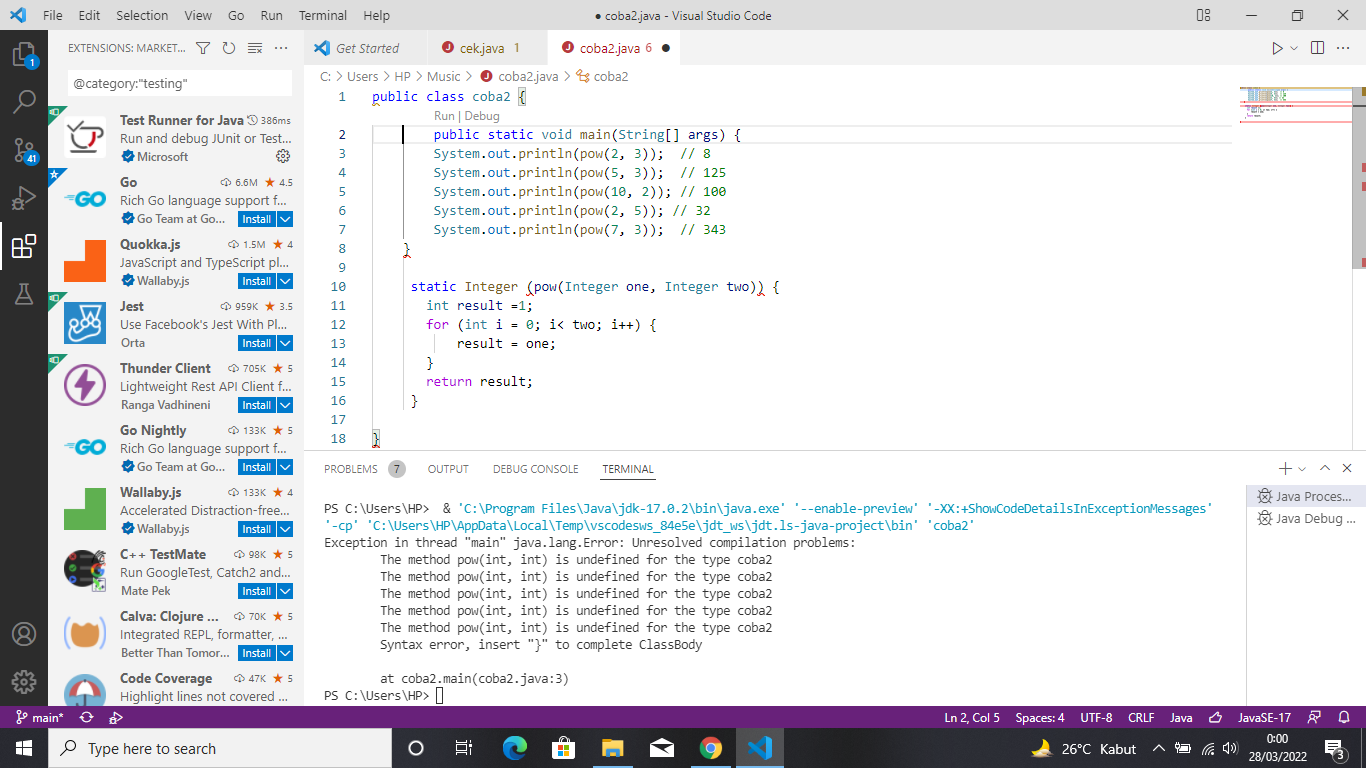 File Edit Selection View Go Run Terminal Help
● coba2.java - Visual Studio Code
EXTENSIONS: MARKET...
@category:"testing"
Test Runner for Java 386ms
Run and debug JUnit or Test...
Microsoft
Go 6.6M 4.5
Rich Go language support f...
Go Team at Go... Install
Quokka.js 1.5M 4
JavaScript and TypeScript pl...
Wallaby.js Install
Jest 959K 3.5
Use Facebook's Jest With Pl...
Orta Install
Thunder Client 705K 5
Lightweight Rest API Client f...
Ranga Vadhineni Install
Go Nightly 133K 5
Rich Go language support f...
Go Team at Go... Install
Wallaby.js 133K 4
Accelerated Distraction-free...
Wallaby.js Install
C++ TestMate 98K 5
Run GoogleTest, Catch2 and...
Mate Pek Install
Calva: Clojure ... 70K 5
Integrated REPL, formatter, ...
Better Than Tomor... Install
Code Coverage 47K 5
Highlight lines not covered ...
1
41
Get Started cek.java 1 coba2.java 6 ●
C: > Users > HP > Music > coba2.java > coba2
1 public class coba2 {
Run | Debug
2 public static void main(String[] args) {
3 System.out.println(pow(2, 3)); // 8
4 System.out.println(pow(5, 3)); // 125
5 System.out.println(pow(10, 2)); // 100
6 System.out.println(pow(2, 5)); // 32
7 System.out.println(pow(7, 3)); // 343
8 }
9
10 static Integer (pow(Integer one, Integer two)) {
11 int result =1;
12 for (int i = 0; i< two; i++) {
13 result = one;
14 }
15 return result;
16 }
17
18 }
PROBLEMS 7 OUTPUT DEBUG CONSOLE TERMINAL
PS C:\Users\HP> & 'C:\Program Files\Java\jdk-17.0.2\bin\java.exe' '--enable-preview' '-XX:+ShowCodeDetailsInExceptionMessages'
'-cp' 'C:\Users\HP\AppData\Local\Temp\vscodesws_84e5e\jdt_ws\jdt.ls-java-project\bin' 'coba2'
Exception in thread "main" java.lang.Error: Unresolved compilation problems:
The method pow(int, int) is undefined for the type coba2
The method pow(int, int) is undefined for the type coba2
The method pow(int, int) is undefined for the type coba2
The method pow(int, int) is undefined for the type coba2
The method pow(int, int) is undefined for the type coba2
Syntax error, insert "}" to complete ClassBody
at coba2.main(coba2.java:3)
PS C:\Users\HP>
Java Proces...
Java Debug ...
main* Ln 2, Col 5 Spaces: 4 UTF-8 CRLF Java JavaSE-17
Type here to search
26°C Kabut
0:00
28/03/2022
3